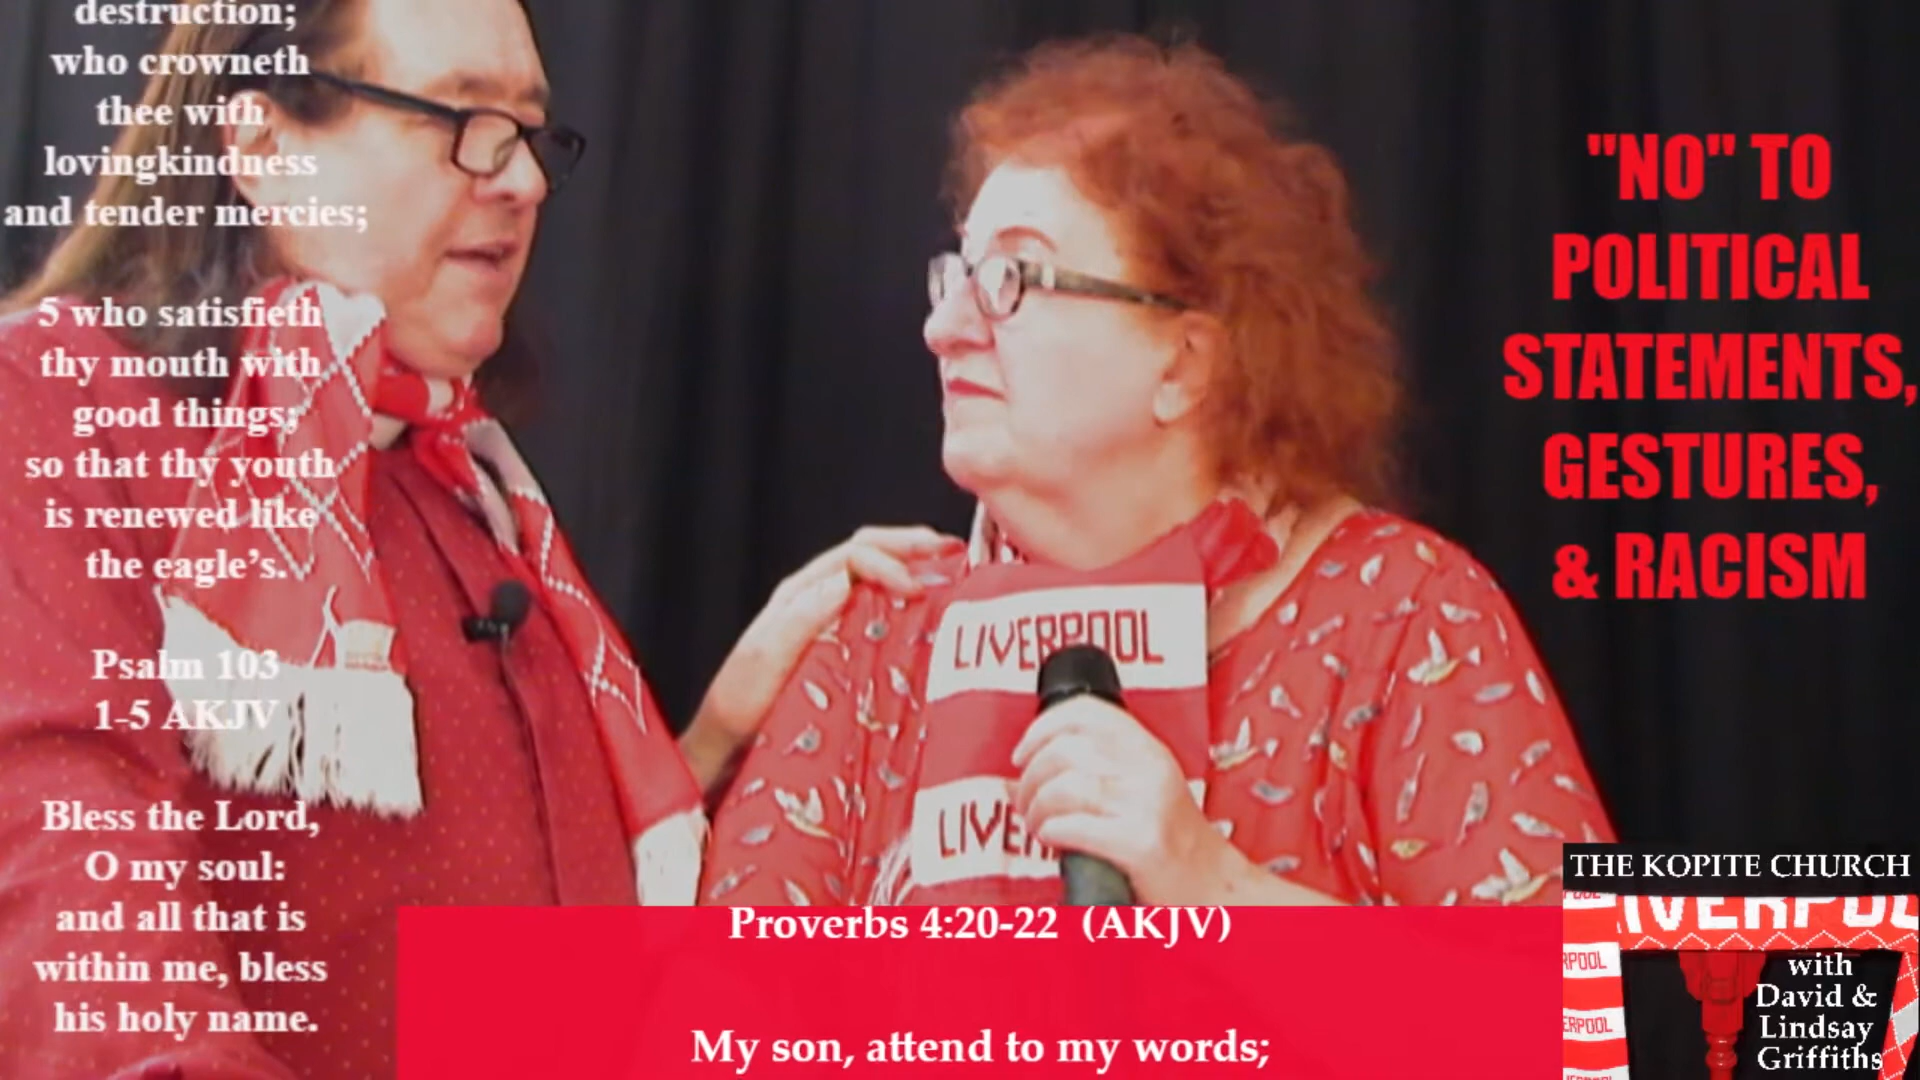 destruction;
who crowneth
thee with
lovingkindness
and tender mercies;
5 who satisfieth
thy mouth with
good things;
so that thy youth
is renewed like
the eagle’s.
Psalm 103
1-5 AKJV
Bless the Lord,
O my soul:
and all that is
within me, bless
his holy name.
"NO" TO
POLITICAL
STATEMENTS,
GESTURES,
& RACISM
LIVERPOOL
Proverbs 4:20-22 (AKJV)
My son, attend to my words;
THE KOPITE CHURCH
with
David &
Lindsay
Griffiths